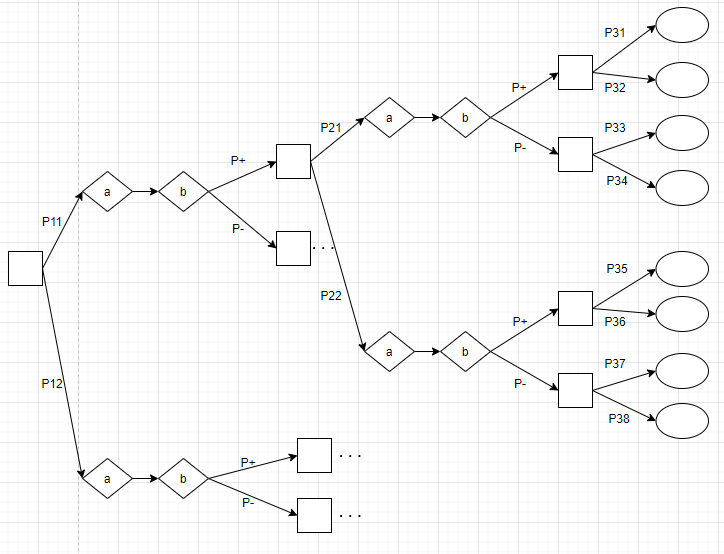 P31
P32
P+
P21
a
b
P33
P-
P34
P+
P11
a
b
P-
. . .
P22
P35
P+
P36
a
b
P37
P-
P38
P12
P+
. . .
a
b
P-
. . .